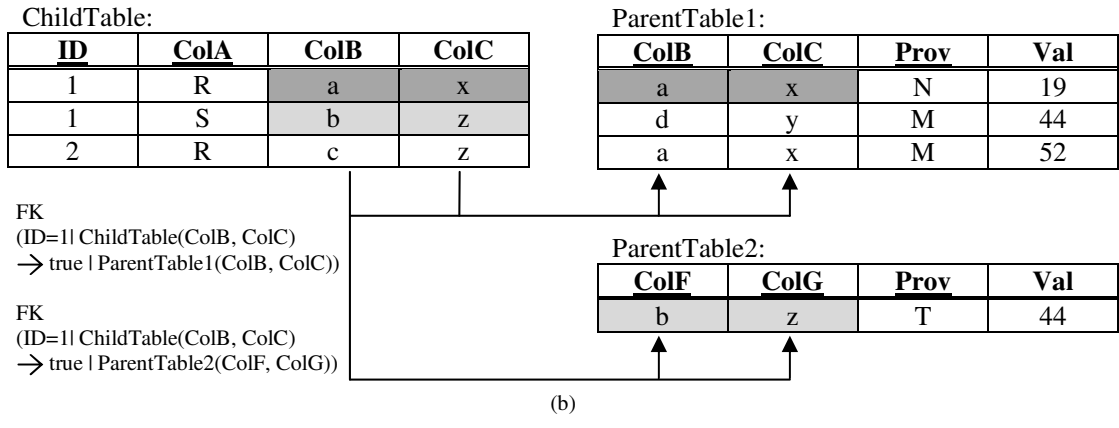 ChildTable:
ID ColA ColB ColC
1 R a x
1 S b z
2 R c z
ParentTable1:
ColB ColC Prov Val
a x N 19
d y M 44
a x M 52
FK
(ID=1| ChildTable(ColB, ColC)
→ true | ParentTable1(ColB, ColC))
FK
(ID=1| ChildTable(ColB, ColC)
→ true | ParentTable2(ColF, ColG))
ParentTable2:
ColF ColG Prov Val
b z T 44
(b)